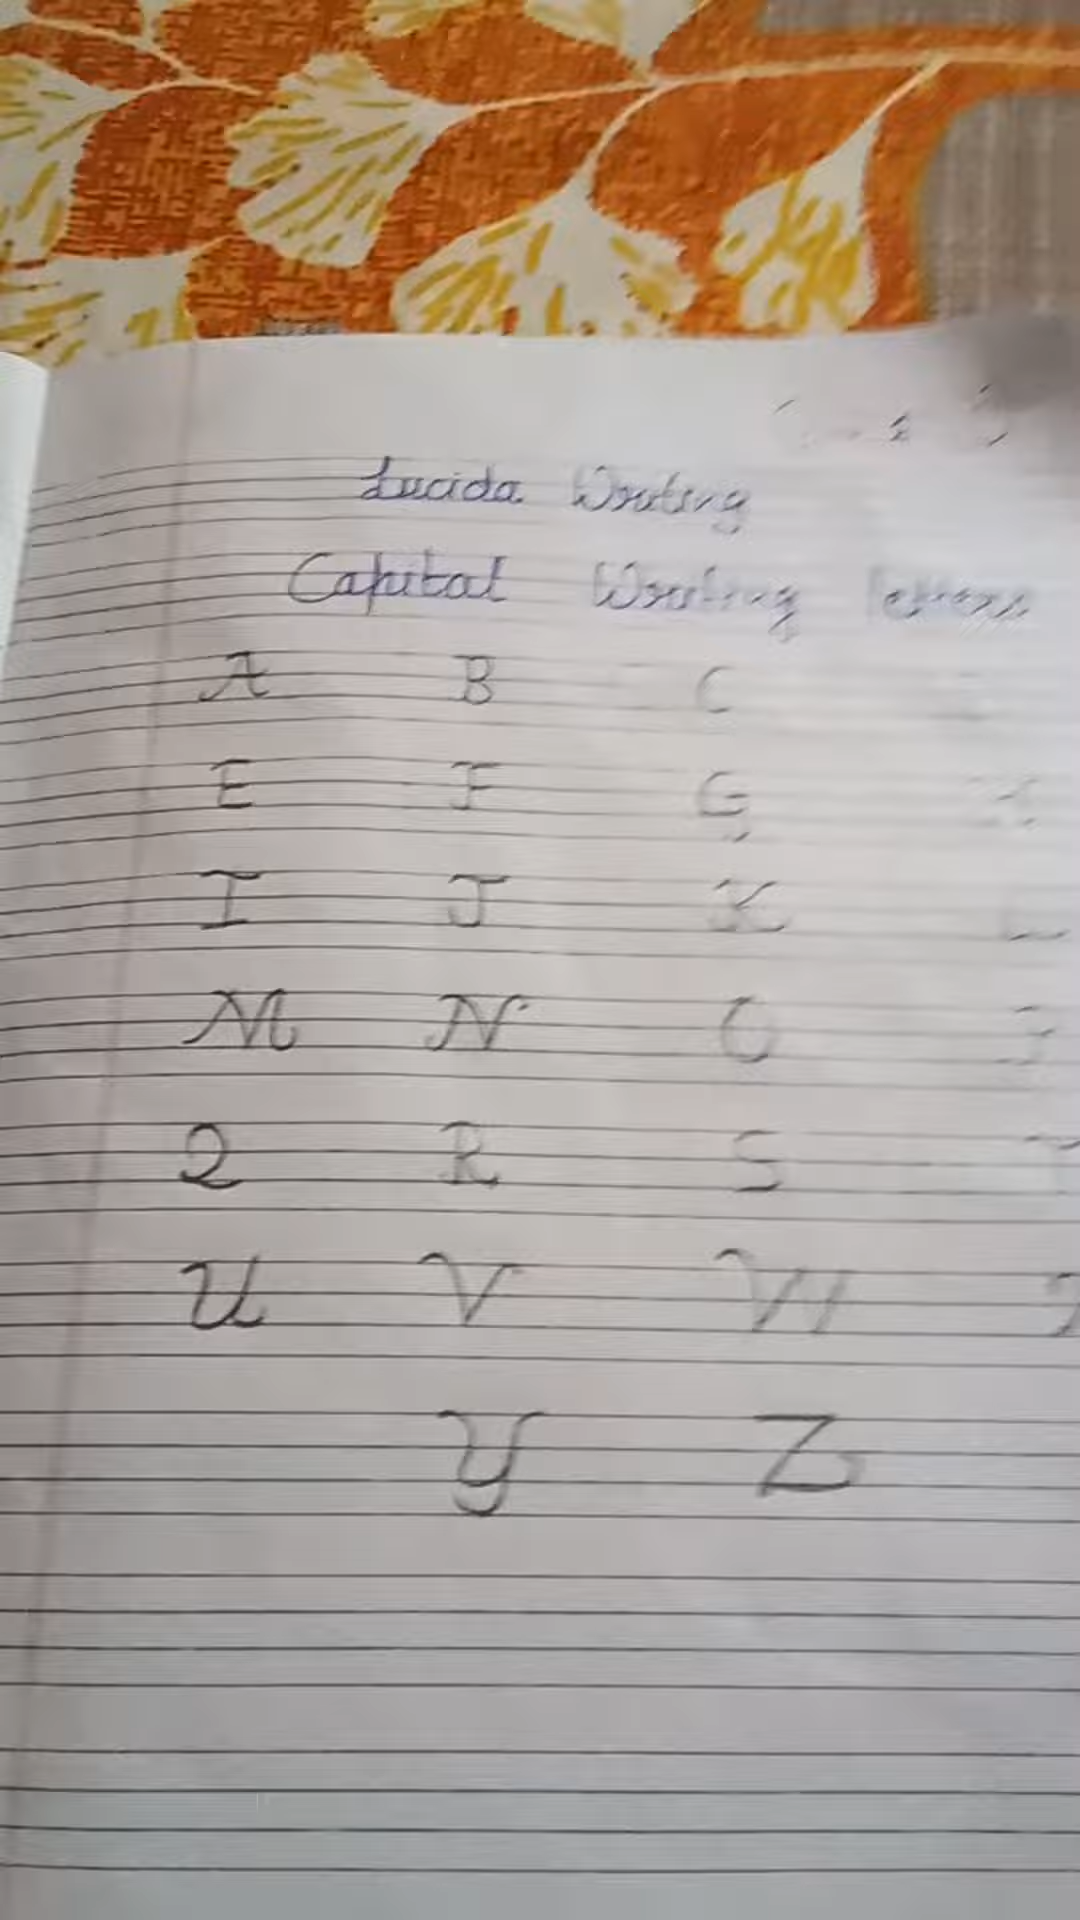 Lucida Writing
Capital Writing letters
A B C
E F G H
I J K L
M N O P
Q R S T
U V W
Y Z